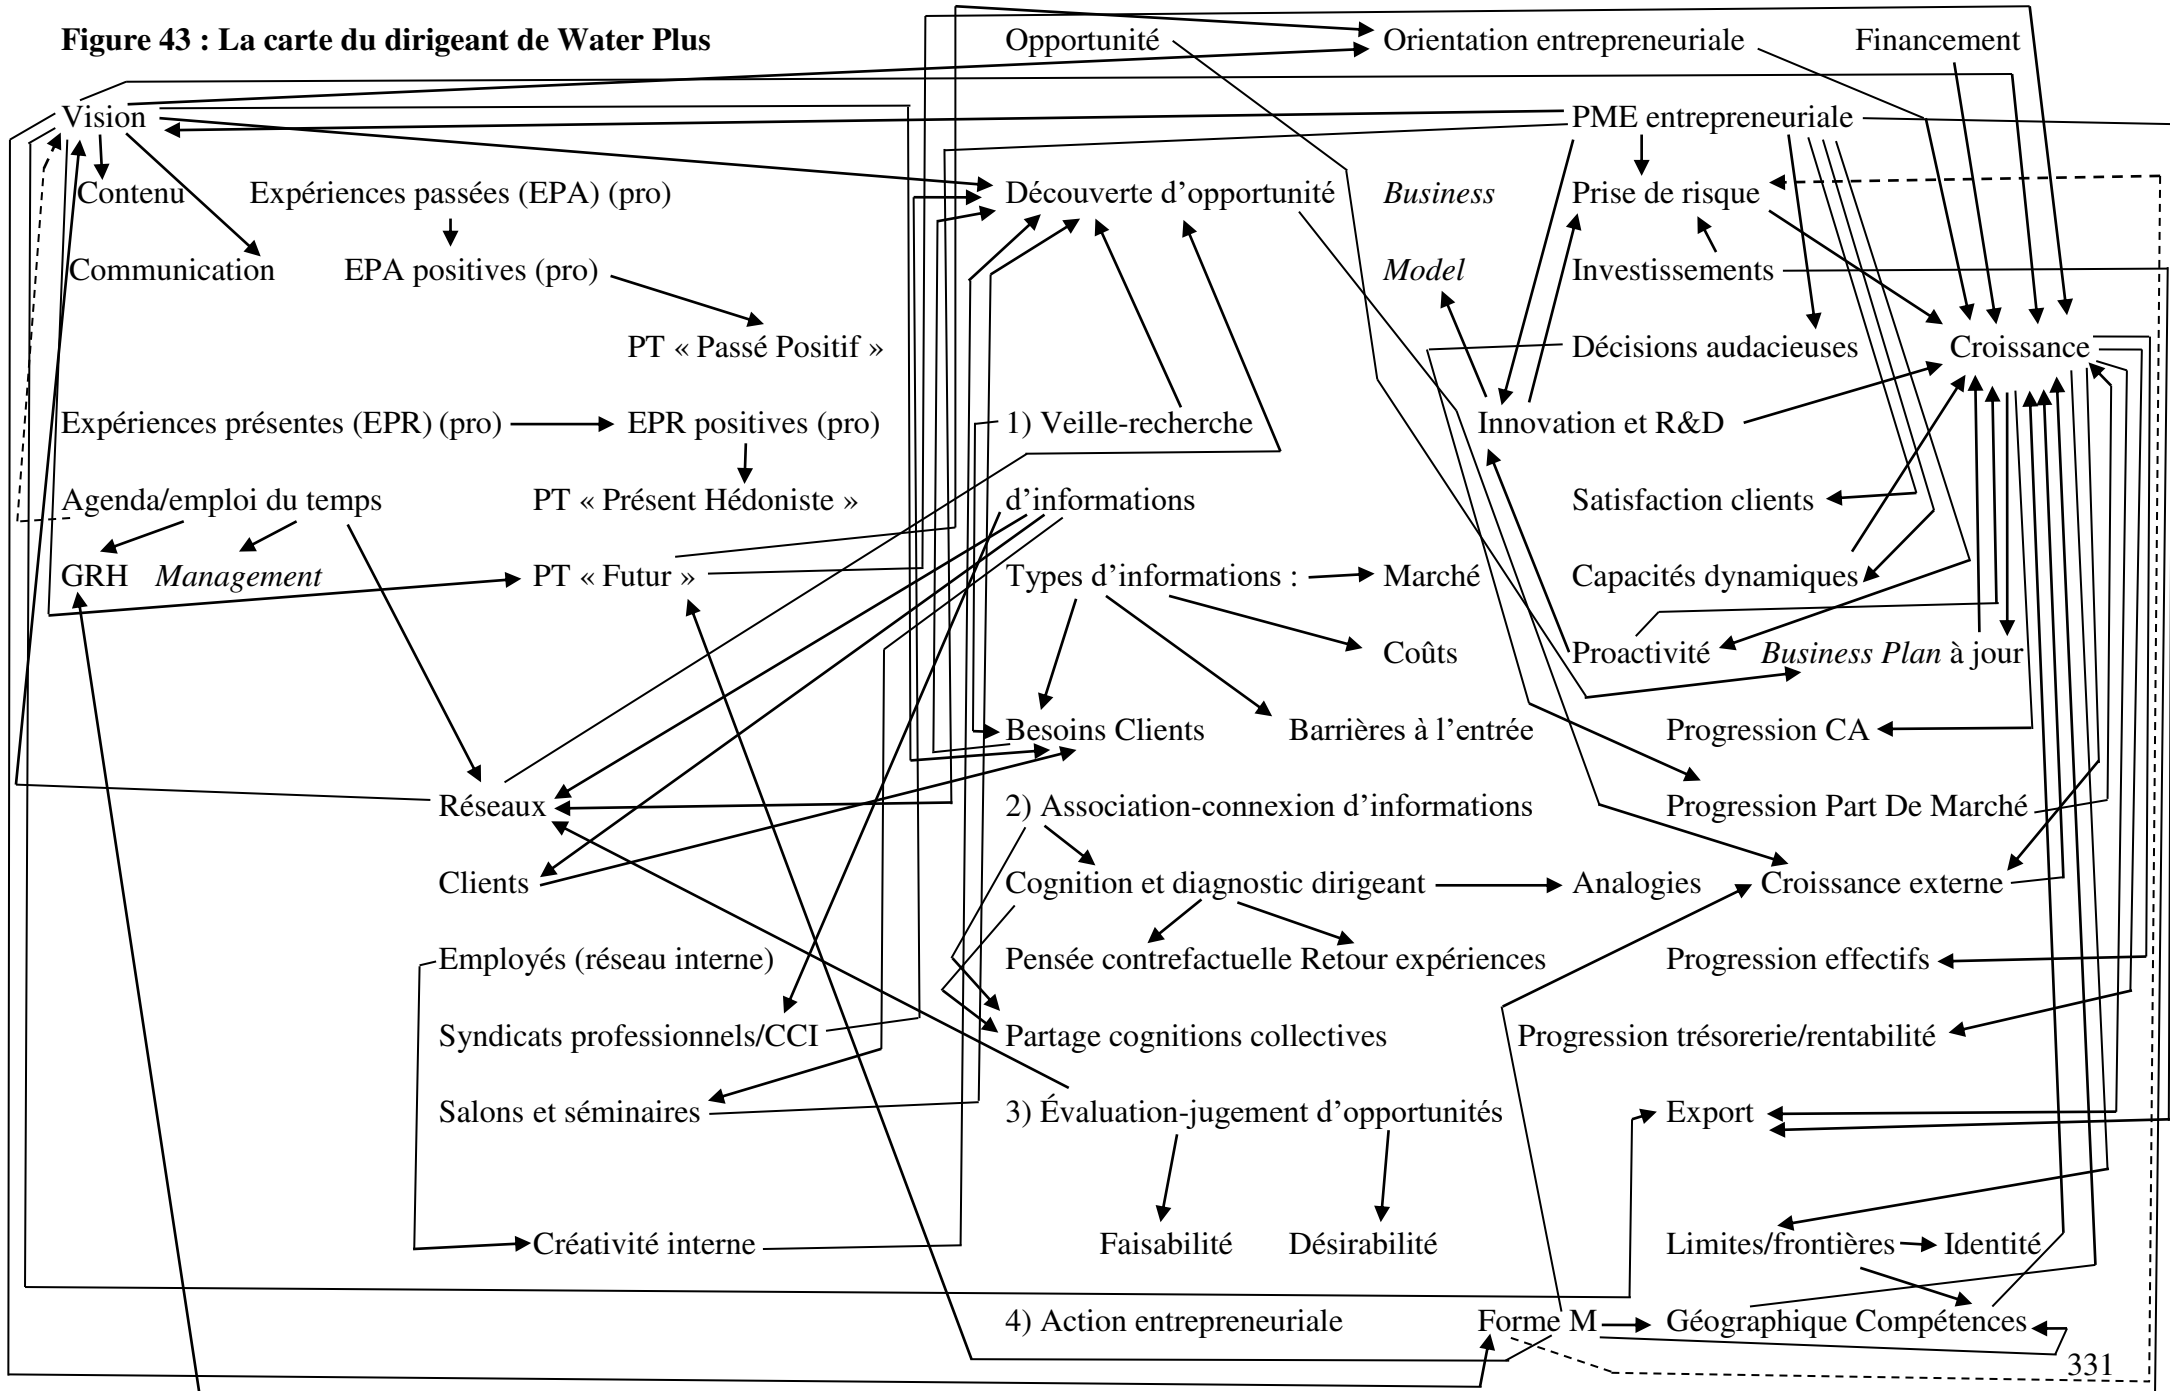 Figure 43 : La carte du dirigeant de Water Plus Opportunité Orientation entrepreneuriale Financement
Vision PME entrepreneuriale
Contenu Expériences passées (EPA) (pro) Découverte d’opportunité Business Prise de risque
Communication EPA positives (pro) Model Investissements
PT « Passé Positif » Décisions audacieuses Croissance
Expériences présentes (EPR) (pro) EPR positives (pro) 1) Veille-recherche Innovation et R&D
Agenda/emploi du temps PT « Présent Hédoniste » d’informations Satisfaction clients
GRH Management PT « Futur » Types d’informations : Marché Capacités dynamiques
Coûts Proactivité Business Plan à jour
Besoins Clients Barrières à l’entrée Progression CA
Réseaux 2) Association-connexion d’informations Progression Part De Marché
Clients Cognition et diagnostic dirigeant Analogies Croissance externe
Employés (réseau interne) Pensée contrefactuelle Retour expériences Progression effectifs
Syndicats professionnels/CCI Partage cognitions collectives Progression trésorerie/rentabilité
Salons et séminaires 3) Évaluation-jugement d’opportunités Export
Créativité interne Faisabilité Désirabilité Limites/frontières Identité
4) Action entrepreneuriale Forme M Géographique Compétences
331